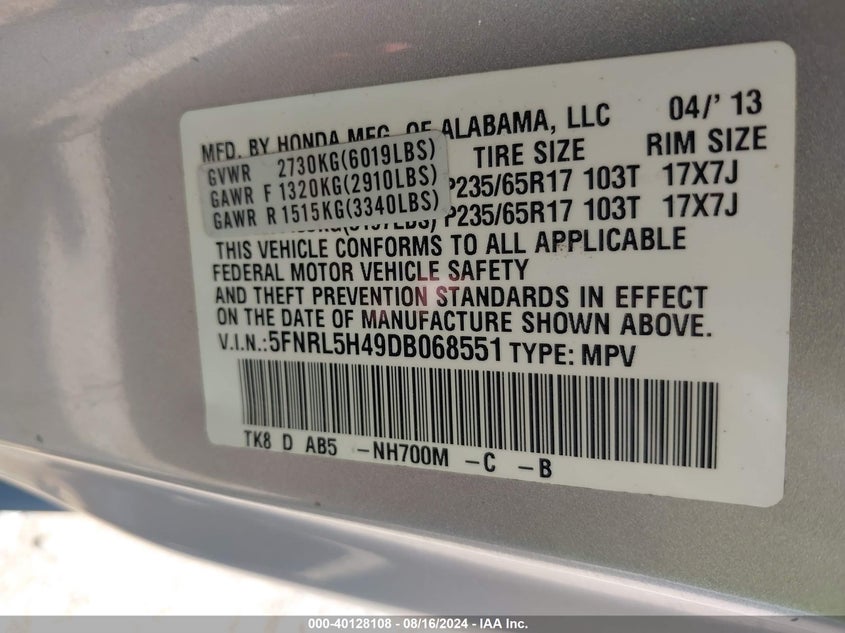 MFD. BY HONDA MFG. OF ALABAMA, LLC 04/'13
GVWR 2730KG(6019LBS) TIRE SIZE RIM SIZE
GAWR F 1320KG(2910LBS) P235/65R17 103T 17X7J
GAWR R 1515KG(3340LBS) P235/65R17 103T 17X7J
THIS VEHICLE CONFORMS TO ALL APPLICABLE
FEDERAL MOTOR VEHICLE SAFETY
AND THEFT PREVENTION STANDARDS IN EFFECT
ON THE DATE OF MANUFACTURE SHOWN ABOVE.
V.I.N.:5FNRL5H49DB068551 TYPE: MPV
TK8 D AB5 -NH700M -C -B
000-40128108 - 08/16/2024 - IAA Inc.